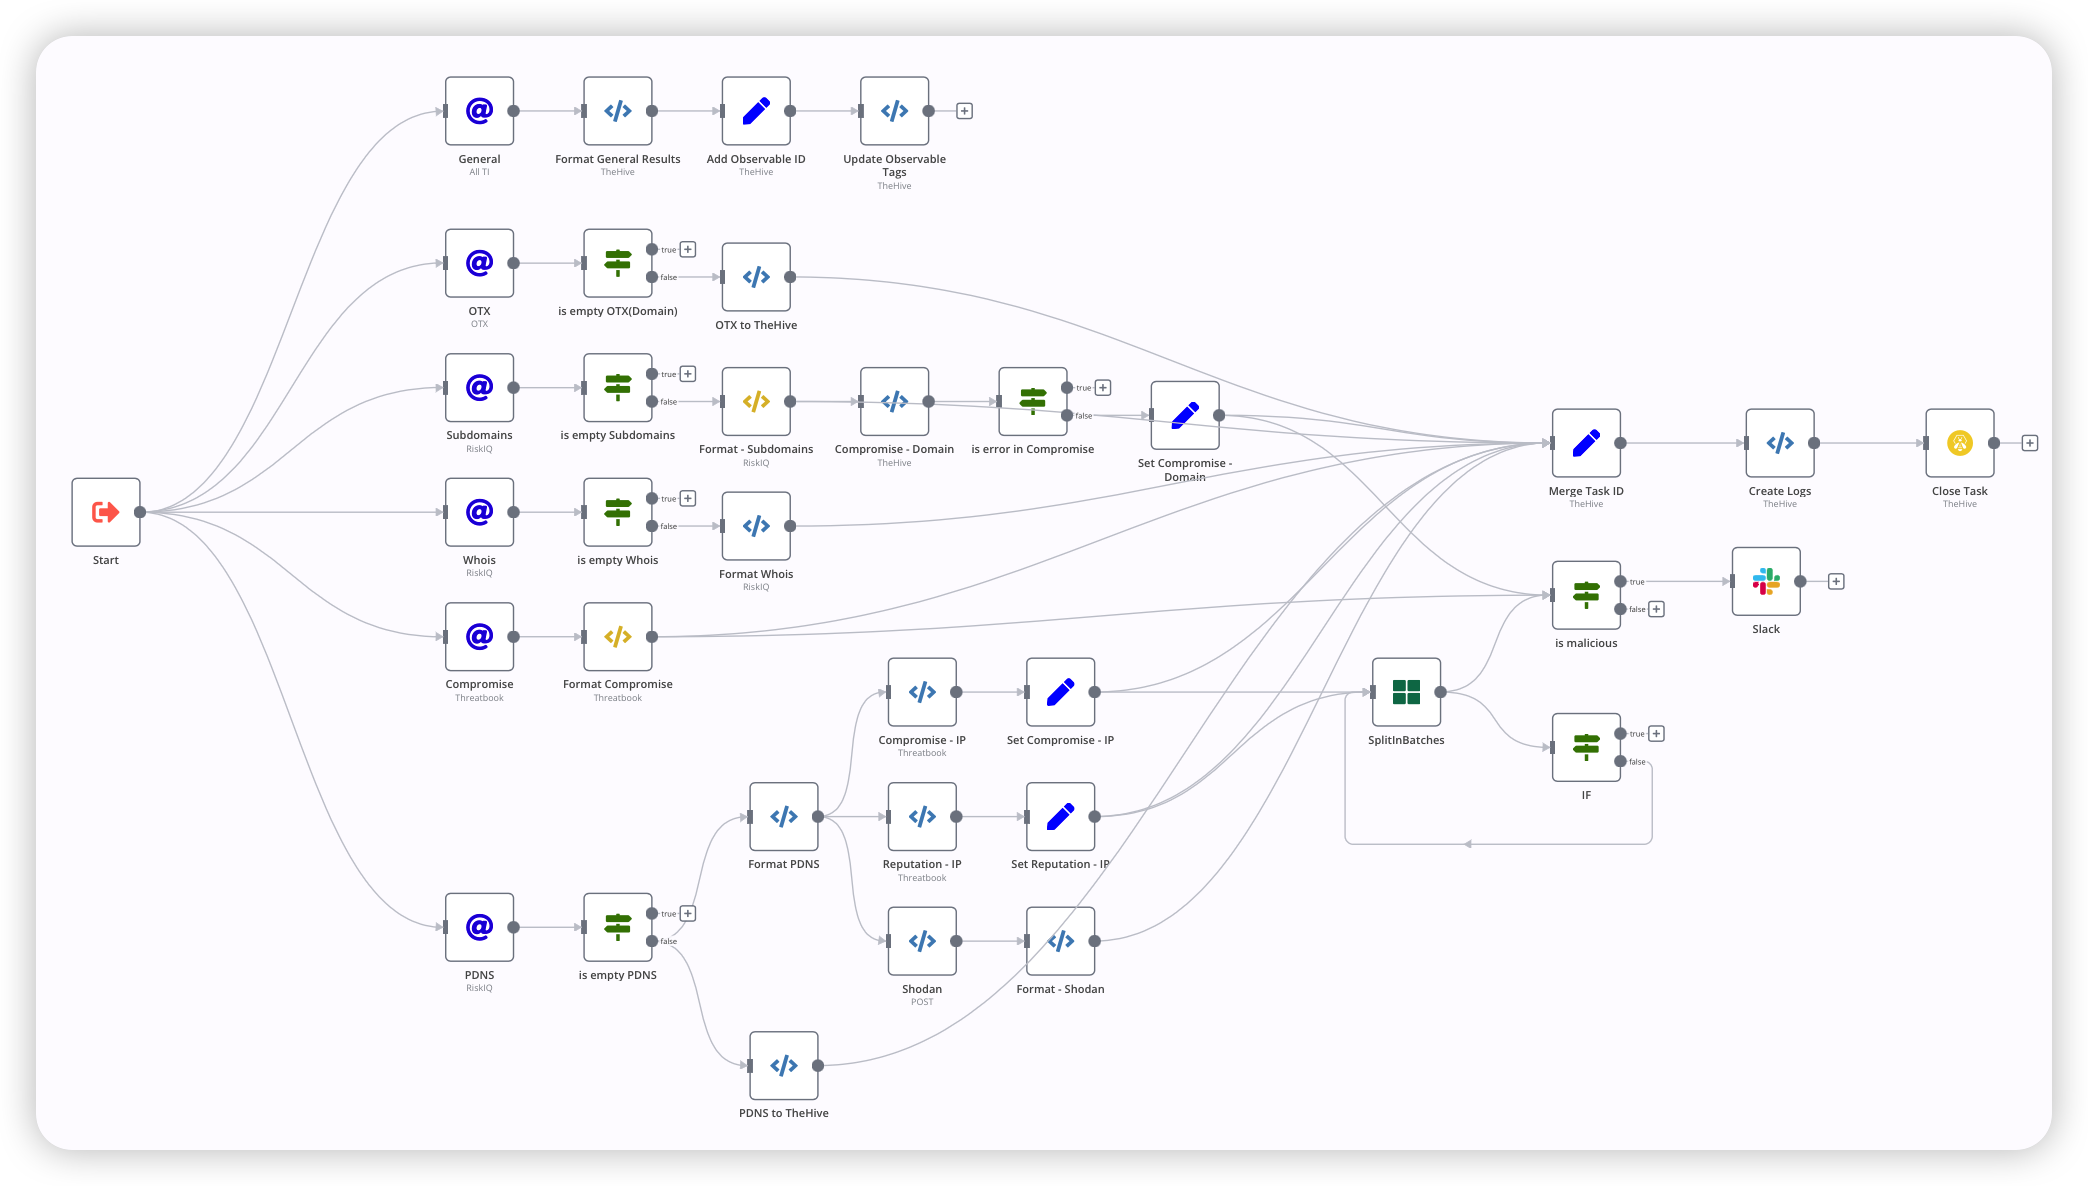 General
All TI
Format General Results
TheHive
Add Observable ID
TheHive
Update Observable
Tags
TheHive
OTX
OTX
true
false
is empty OTX(Domain)
OTX to TheHive
Subdomains
RiskIQ
true
false
is empty Subdomains
Format - Subdomains
RiskIQ
Compromise - Domain
TheHive
true
false
is error in Compromise
Set Compromise -
Domain
Merge Task ID
TheHive
Create Logs
TheHive
Close Task
TheHive
Start
Whois
RiskIQ
true
false
is empty Whois
Format Whois
RiskIQ
true
false
is malicious
Slack
Compromise
Threatbook
Format Compromise
Threatbook
Compromise - IP
Threatbook
Set Compromise - IP
SplitInBatches
true
false
IF
Format PDNS
Reputation - IP
Threatbook
Set Reputation - IP
PDNS
RiskIQ
true
false
is empty PDNS
Shodan
POST
Format - Shodan
PDNS to TheHive